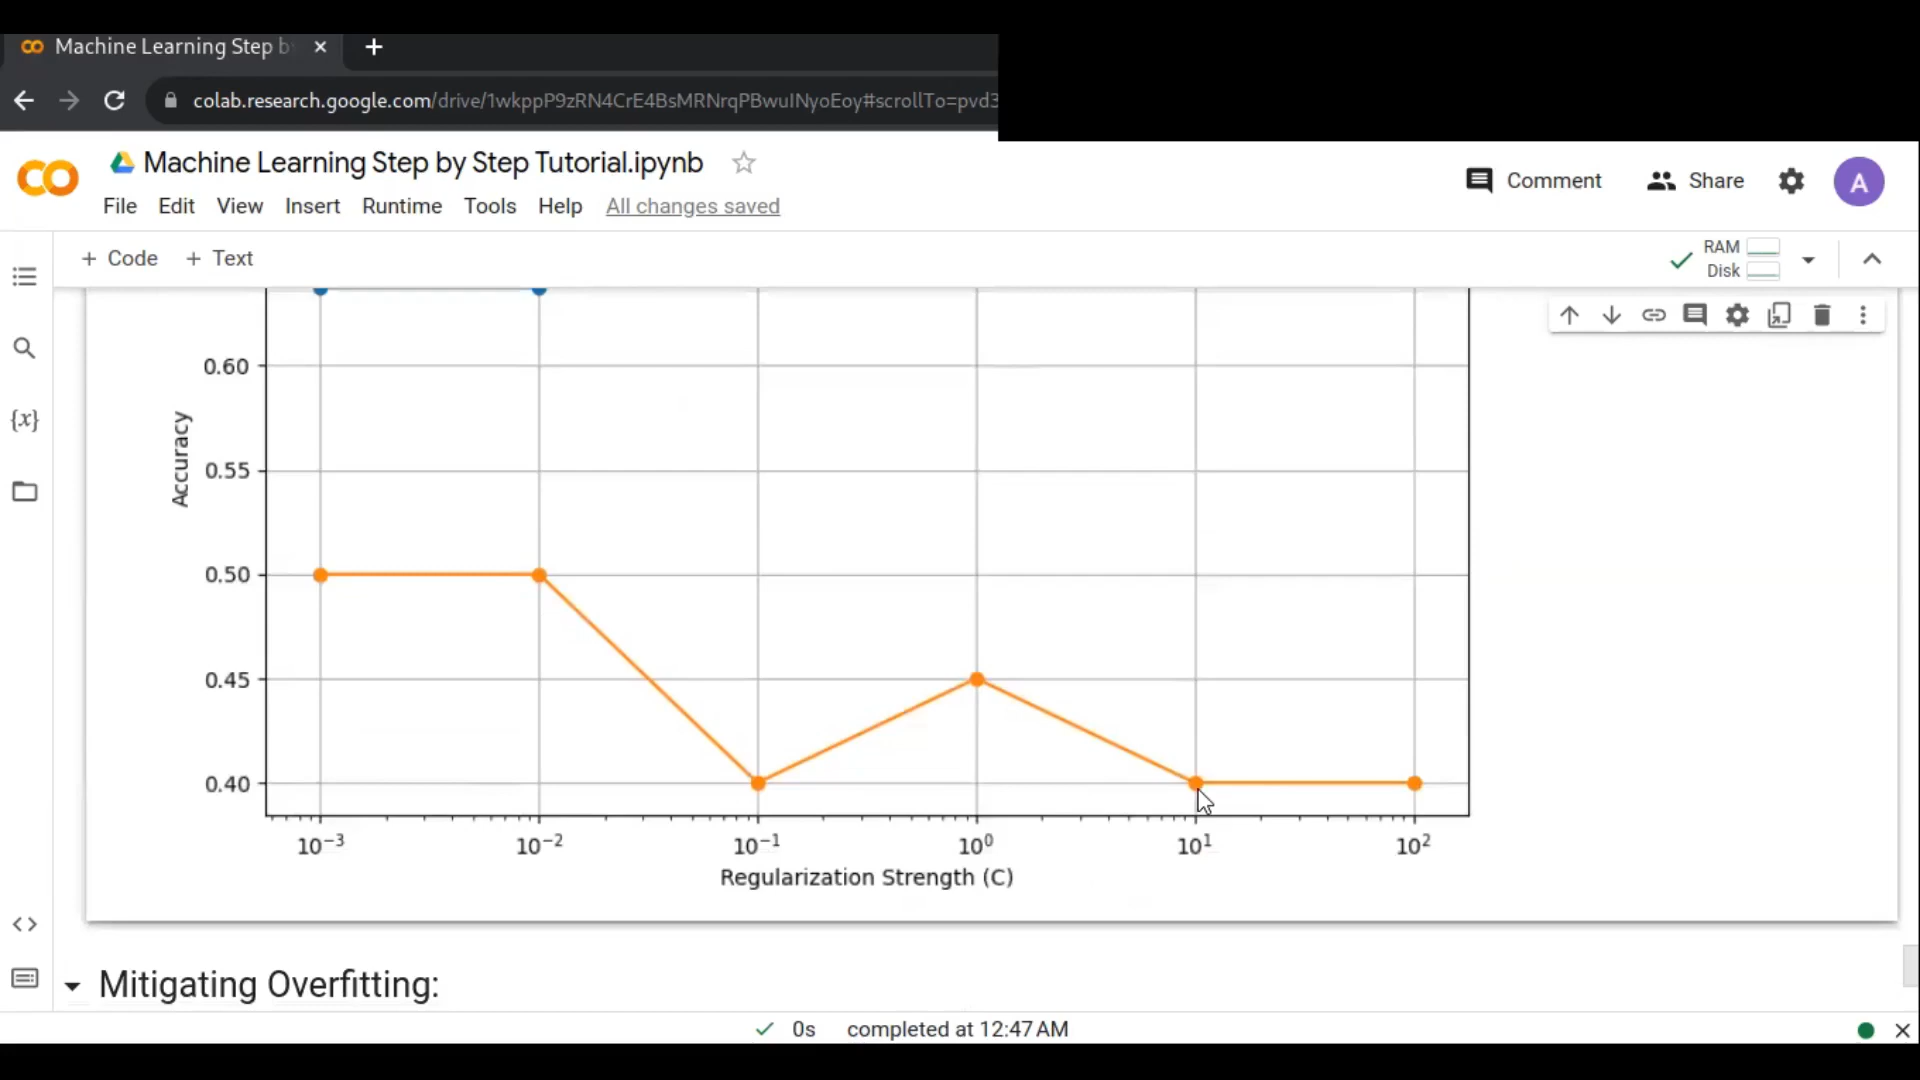 Machine Learning Step b
colab.research.google.com/drive/1wkppP9zRN4CrE4BsMRNrqPBwuINyoEoy#scrollTo=pvd3
Machine Learning Step by Step Tutorial.ipynb
Comment
Share
A
File Edit View Insert Runtime Tools Help All changes saved
+ Code + Text
RAM
Disk
{x}
0.60
0.55
0.50
0.45
0.40
Accuracy
10⁻³ 10⁻² 10⁻¹ 10⁰ 10¹ 10²
Regularization Strength (C)
Mitigating Overfitting:
0s completed at 12:47 AM